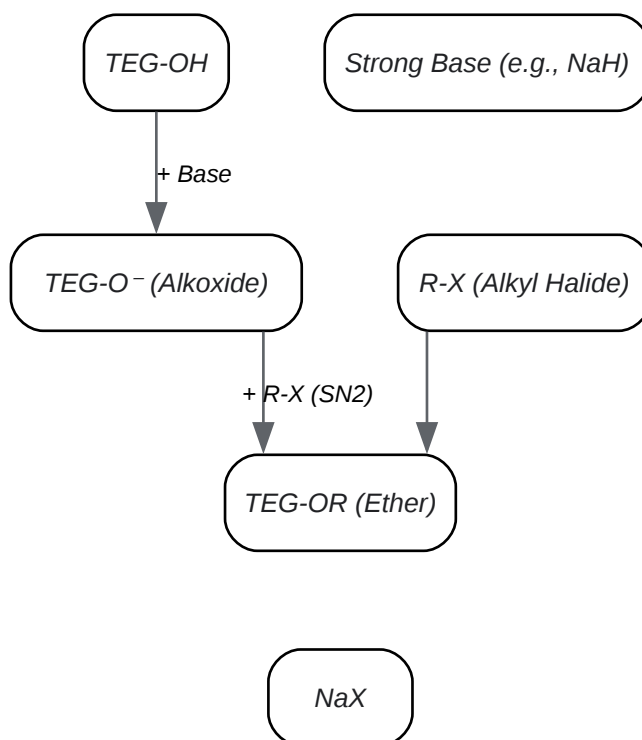 TEG-OH
Strong Base (e.g., NaH)
+ Base
TEG-O⁻ (Alkoxide)
R-X (Alkyl Halide)
+ R-X (SN2)
TEG-OR (Ether)
NaX